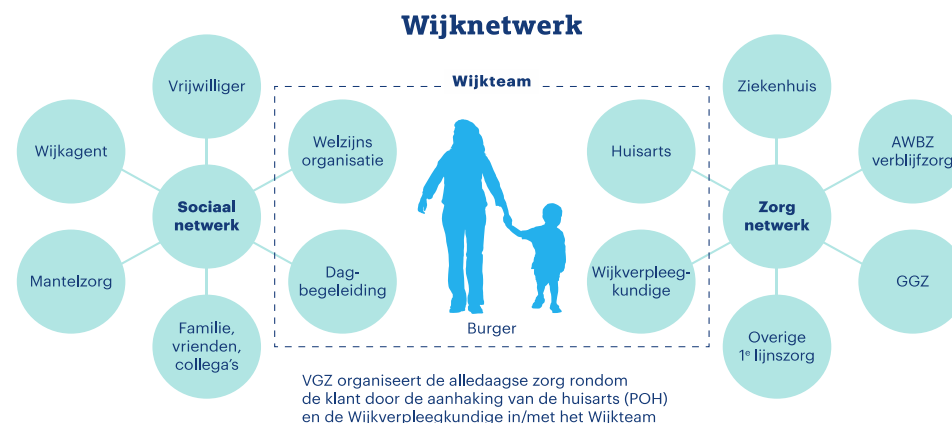 Wijknetwerk
Wijkteam
Vrijwilliger
Wijkagent
Sociaal
netwerk
Mantelzorg
Familie,
vrienden,
collega's
Welzijns
organisatie
Dag-
begeleiding
Burger
Huisarts
Wijkverpleeg-
kundige
Ziekenhuis
AWBZ
verblijfzorg
Zorg
netwerk
GGZ
Overige
1e lijnszorg
VGZ organiseert de alledaagse zorg rondom
de klant door de aanhaking van de huisarts (POH)
en de Wijkverpleegkundige in/met het Wijkteam